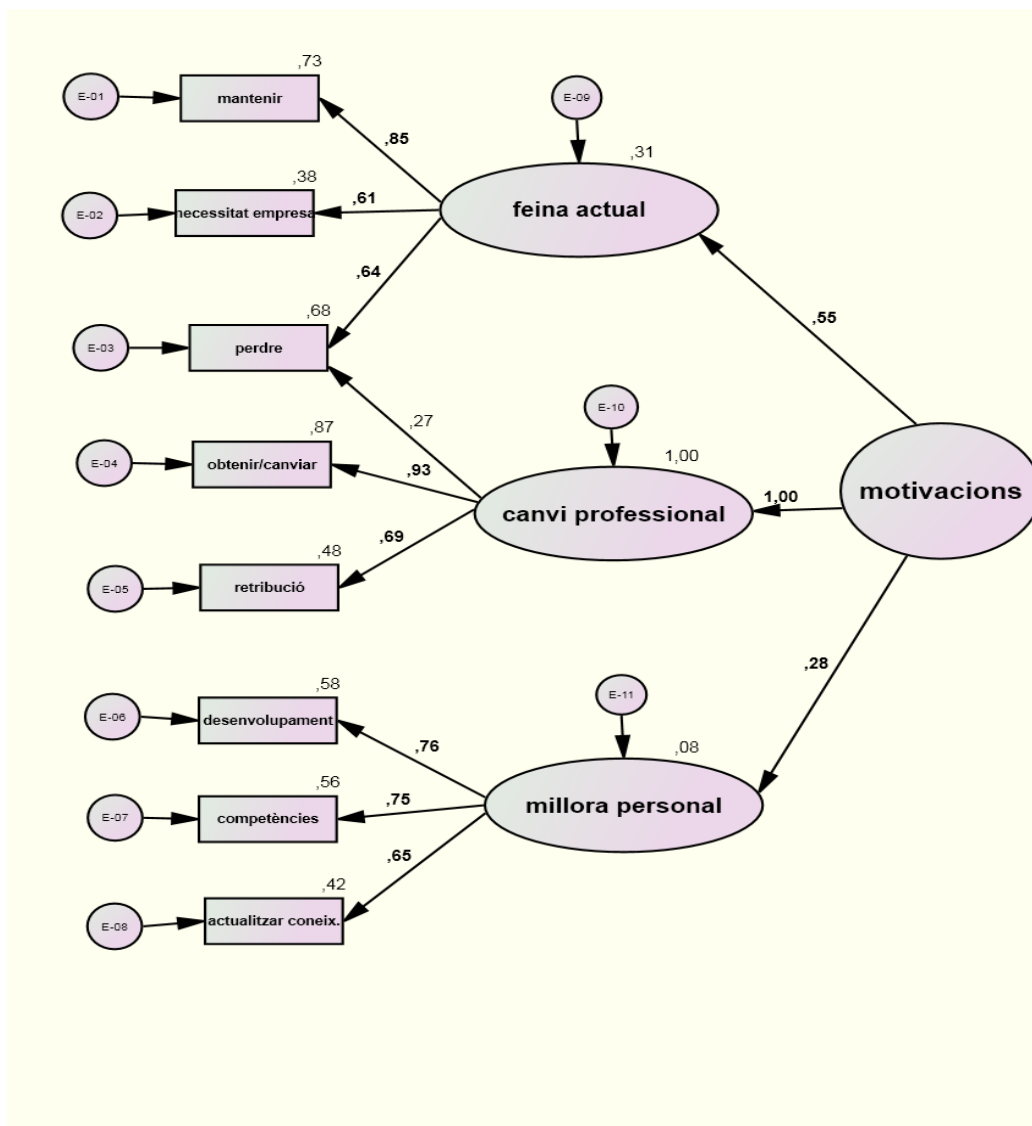 ,73
E-01
mantenir
E-09
,85
,31
,38
E-02
necessitat empresa
,61
feina actual
,64
,68
E-03
perdre
,55
E-10
,27
,87
E-04
obtenir/canviar
,93
1,00
motivacions
1,00
canvi professional
,69
,48
E-05
retribució
,28
,58
E-06
desenvolupament
E-11
,76
,08
,56
E-07
competències
,75
millora personal
,65
,42
E-08
actualitzar coneix.